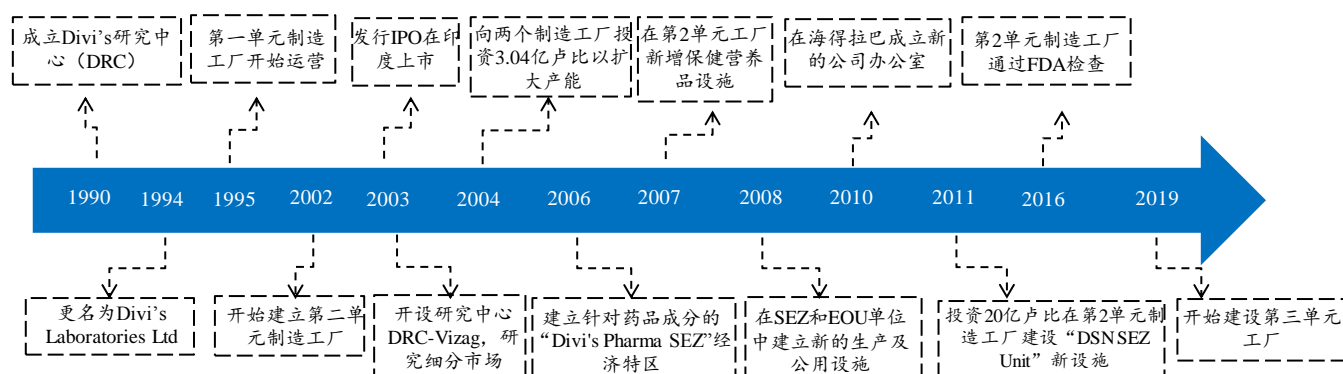 成立Divi's研究中
心（DRC）
第一单元制造
工厂开始运营
发行IPO在印
度上市
向两个制造工厂投
资3.04亿卢比以扩
大产能
在第2单元工厂
新增保健营养
品设施
在海得拉巴成立新
的公司办公室
第2单元制造工厂
通过FDA检查
1990 1994 1995 2002 2003 2004 2006 2007 2008 2010 2011 2016 2019
更名为Divi's
Laboratories Ltd
开始建立第二单
元制造工厂
开设研究中心
DRC-Vizag，研
究细分市场
建立针对药品成分的
“Divi's Pharma SEZ”经
济特区
在SEZ和EOU单位
中建立新的生产及
公用设施
投资20亿卢比在第2单元制
造工厂建设“DSNSEZ
Unit”新设施
开始建设第三单元
工厂